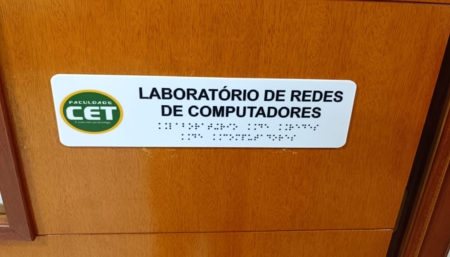 FACULDADE
CET
LABORATÓRIO DE REDES
DE COMPUTADORES